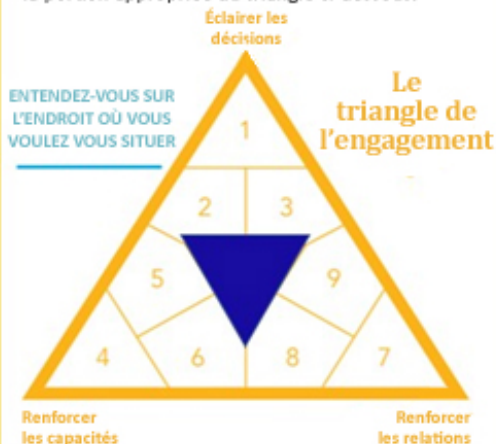 Éclairer les
décisions
ENTENDEZ-VOUS SUR
L'ENDROIT OÙ VOUS
VOULEZ VOUS SITUER
Le
triangle de
l'engagement
1
2
3
5
9
4
6
8
7
Renforcer
les capacités
Renforcer
les relations